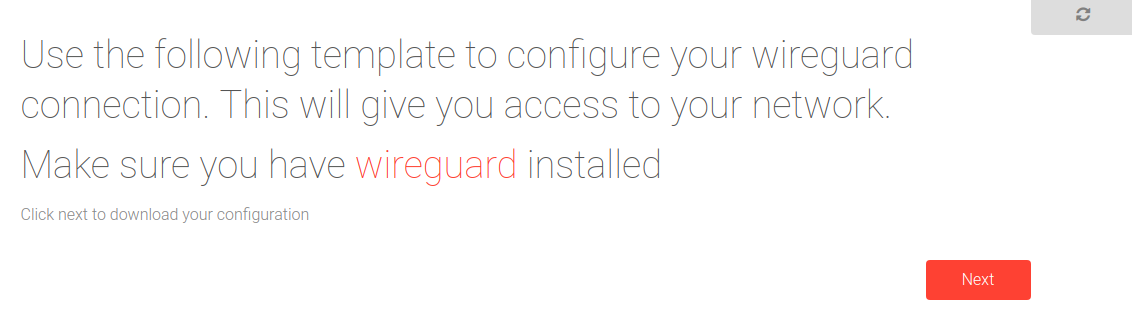 Use the following template to configure your wireguard
connection. This will give you access to your network.
Make sure you have wireguard installed
Click next to download your configuration
Next